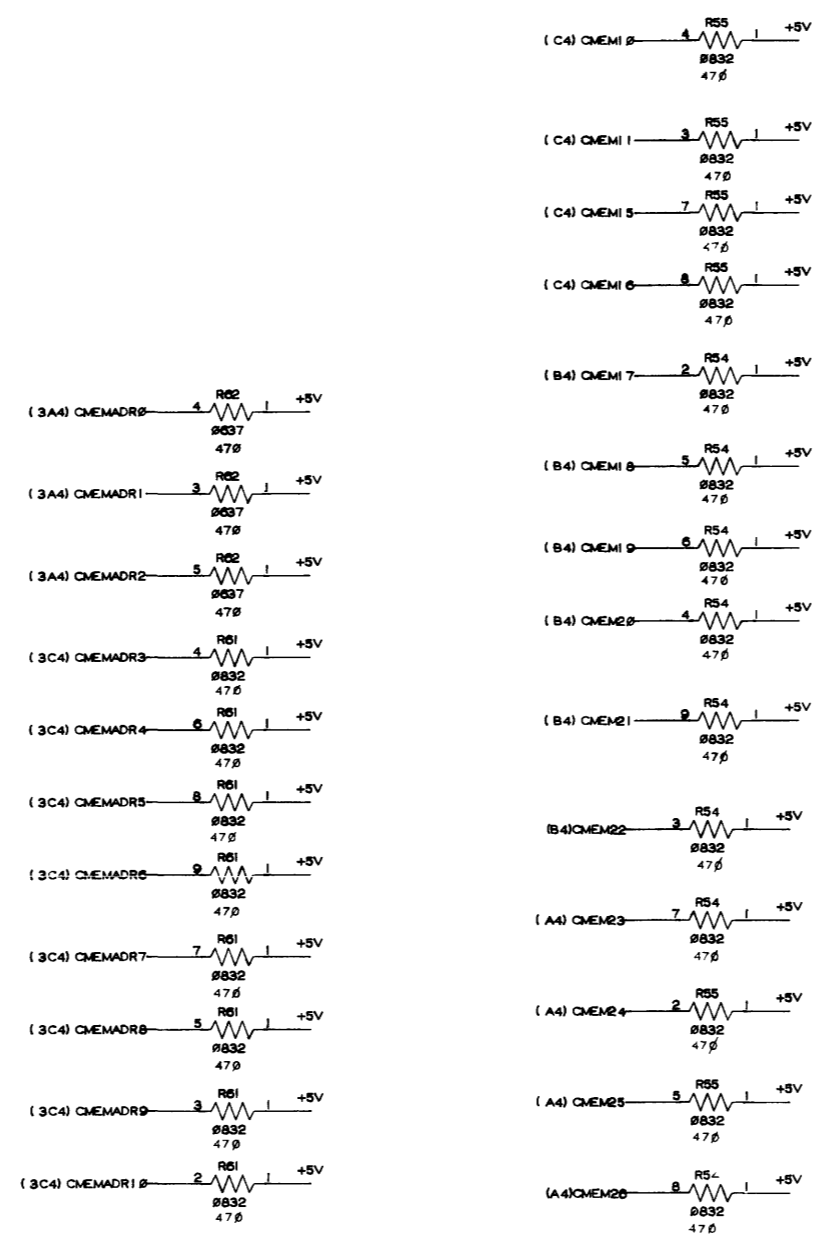 R62
( 3A4) CMEMADRØ 4 1 +5V
Ø637
47Ø
R62
( 3A4) CMEMADR1 3 1 +5V
Ø637
47Ø
R62
( 3A4) CMEMADR2 5 1 +5V
Ø637
47Ø
R61
( 3C4) CMEMADR3 4 1 +5V
Ø832
47Ø
R61
( 3C4) CMEMADR4 6 1 +5V
Ø832
47Ø
R61
( 3C4) CMEMADR5 8 1 +5V
Ø832
47Ø
R61
( 3C4) CMEMADR6 9 1 +5V
Ø832
47Ø
R61
( 3C4) CMEMADR7 7 1 +5V
Ø832
47Ø
R61
( 3C4) CMEMADR8 5 1 +5V
Ø832
47Ø
R61
( 3C4) CMEMADR9 3 1 +5V
Ø832
47Ø
R61
( 3C4) CMEMADR1Ø 2 1 +5V
Ø832
47Ø
R55
( C4) CMEM1Ø 4 1 +5V
Ø832
47Ø
R55
( C4) CMEM11 3 1 +5V
Ø832
47Ø
R55
( C4) CMEM15 7 1 +5V
Ø832
47Ø
R55
( C4) CMEM16 8 1 +5V
Ø832
47Ø
R54
( B4) CMEM17 2 1 +5V
Ø832
47Ø
R54
( B4) CMEM18 5 1 +5V
Ø832
47Ø
R54
( B4) CMEM19 6 1 +5V
Ø832
47Ø
R54
( B4) CMEM2Ø 4 1 +5V
Ø832
47Ø
R54
( B4) CMEM21 9 1 +5V
Ø832
47Ø
R54
(B4)CMEM22 3 1 +5V
Ø832
47Ø
R54
( A4) CMEM23 7 1 +5V
Ø832
47Ø
R55
( A4) CMEM24 2 1 +5V
Ø832
47Ø
R55
( A4) CMEM25 5 1 +5V
Ø832
47Ø
R54
(A4)CMEM26 8 1 +5V
Ø832
47Ø